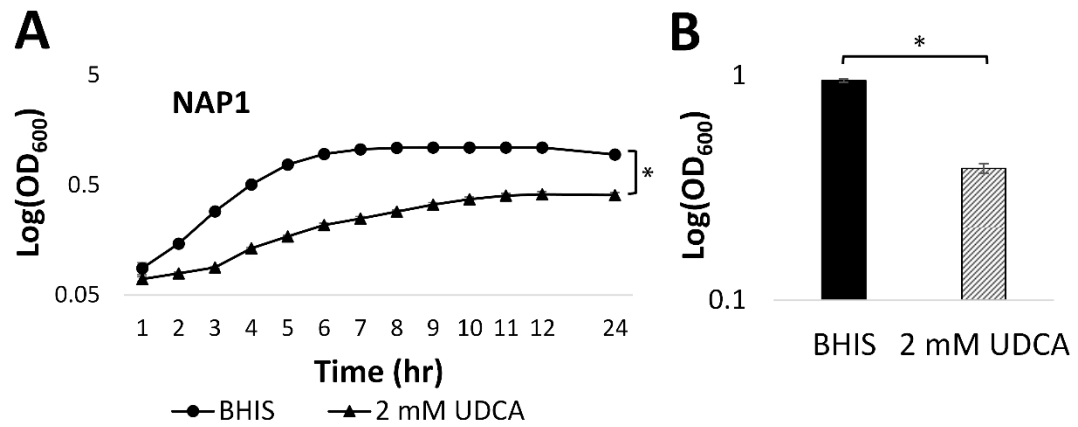 A
NAP1
Log(OD600)
5
0.5
0.05
*
1 2 3 4 5 6 7 8 9 10 11 12 24
Time (hr)
BHIS 2 mM UDCA
B
*
Log(OD600)
1
0.1
BHIS 2 mM UDCA